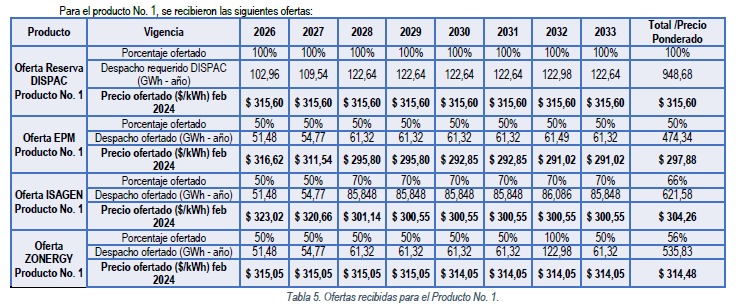 Para el producto No. 1, se recibieron las siguientes ofertas:
Producto Vigencia 2026 2027 2028 2029 2030 2031 2032 2033 Total /Precio Ponderado
Oferta Reserva DISPAC Producto No. 1
Porcentaje ofertado 100% 100% 100% 100% 100% 100% 100% 100% 100%
Despacho requerido DISPAC (GWh - año) 102,96 109,54 122,64 122,64 122,64 122,64 122,98 122,64 948,68
Precio ofertado ($/kWh) feb 2024 $ 315,60 $ 315,60 $ 315,60 $ 315,60 $ 315,60 $ 315,60 $ 315,60 $ 315,60 $ 315,60
Oferta EPM Producto No. 1
Porcentaje ofertado 50% 50% 50% 50% 50% 50% 50% 50% 50%
Despacho ofertado (GWh - año) 51,48 54,77 61,32 61,32 61,32 61,32 61,49 61,32 474,34
Precio ofertado ($/kWh) feb 2024 $ 316,62 $ 311,54 $ 295,80 $ 295,80 $ 292,85 $ 292,85 $ 291,02 $ 291,02 $ 297,88
Oferta ISAGEN Producto No. 1
Porcentaje ofertado 50% 50% 70% 70% 70% 70% 70% 70% 66%
Despacho ofertado (GWh - año) 51,48 54,77 85,848 85,848 85,848 85,848 86,086 85,848 621,58
Precio ofertado ($/kWh) feb 2024 $ 323,02 $ 320,66 $ 301,14 $ 300,55 $ 300,55 $ 300,55 $ 300,55 $ 300,55 $ 304,26
Oferta ZONERGY Producto No. 1
Porcentaje ofertado 50% 50% 50% 50% 50% 50% 100% 50% 56%
Despacho ofertado (GWh - año) 51,48 54,77 61,32 61,32 61,32 61,32 122,98 61,32 535,83
Precio ofertado ($/kWh) feb 2024 $ 315,05 $ 315,05 $ 315,05 $ 315,05 $ 314,05 $ 314,05 $ 314,05 $ 314,05 $ 314,48
Tabla 5. Ofertas recibidas para el Producto No. 1.